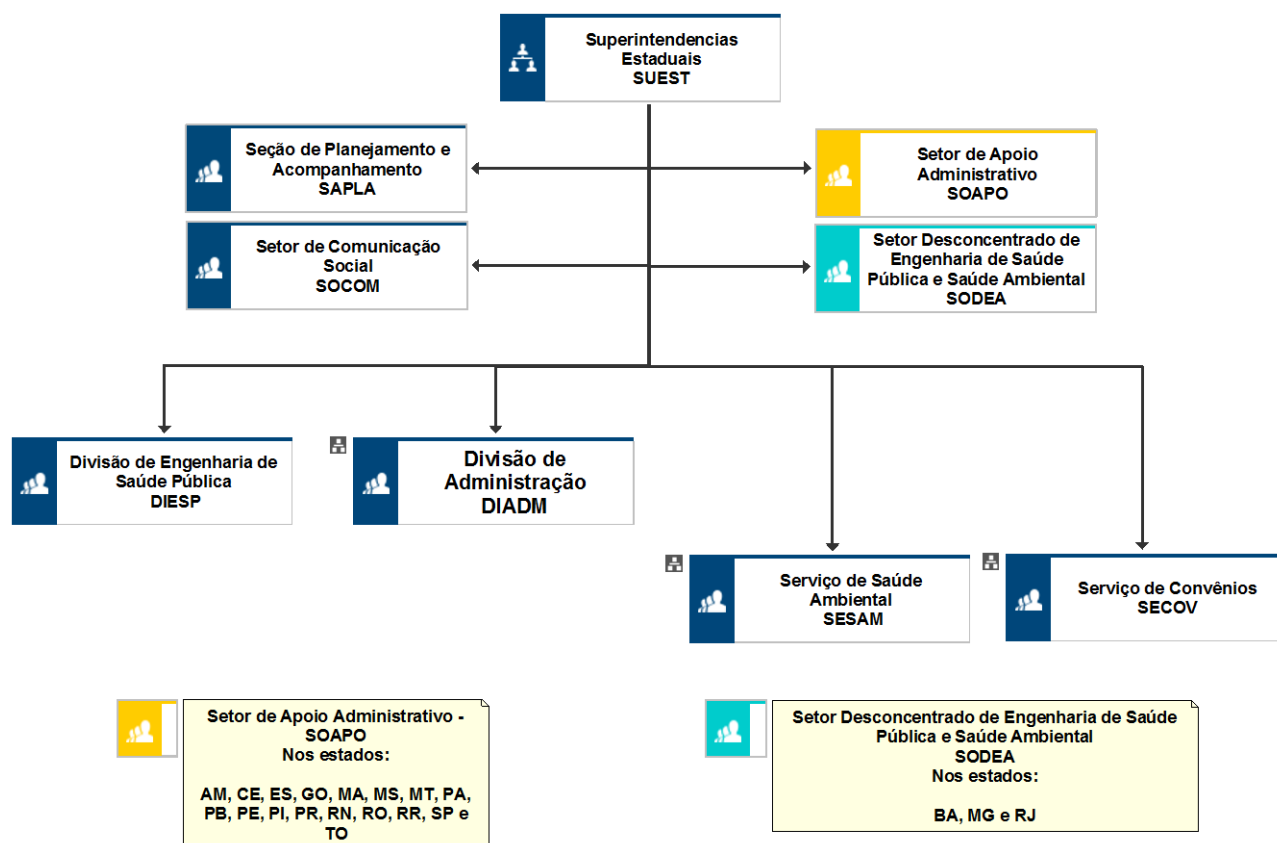 Superintendencias
Estaduais
SUEST
Seção de Planejamento e
Acompanhamento
SAPLA
Setor de Apoio
Administrativo
SOAPO
Setor de Comunicação
Social
SOCOM
Setor Desconcentrado de
Engenharia de Saúde
Pública e Saúde Ambiental
SODEA
Divisão de Engenharia de
Saúde Pública
DIESP
Divisão de
Administração
DIADM
Serviço de Saúde
Ambiental
SESAM
Serviço de Convênios
SECOV
Setor de Apoio Administrativo -
SOAPO
Nos estados:
AM, CE, ES, GO, MA, MS, MT, PA,
PB, PE, PI, PR, RN, RO, RR, SP e
TO
Setor Desconcentrado de Engenharia de Saúde
Pública e Saúde Ambiental
SODEA
Nos estados:
BA, MG e RJ